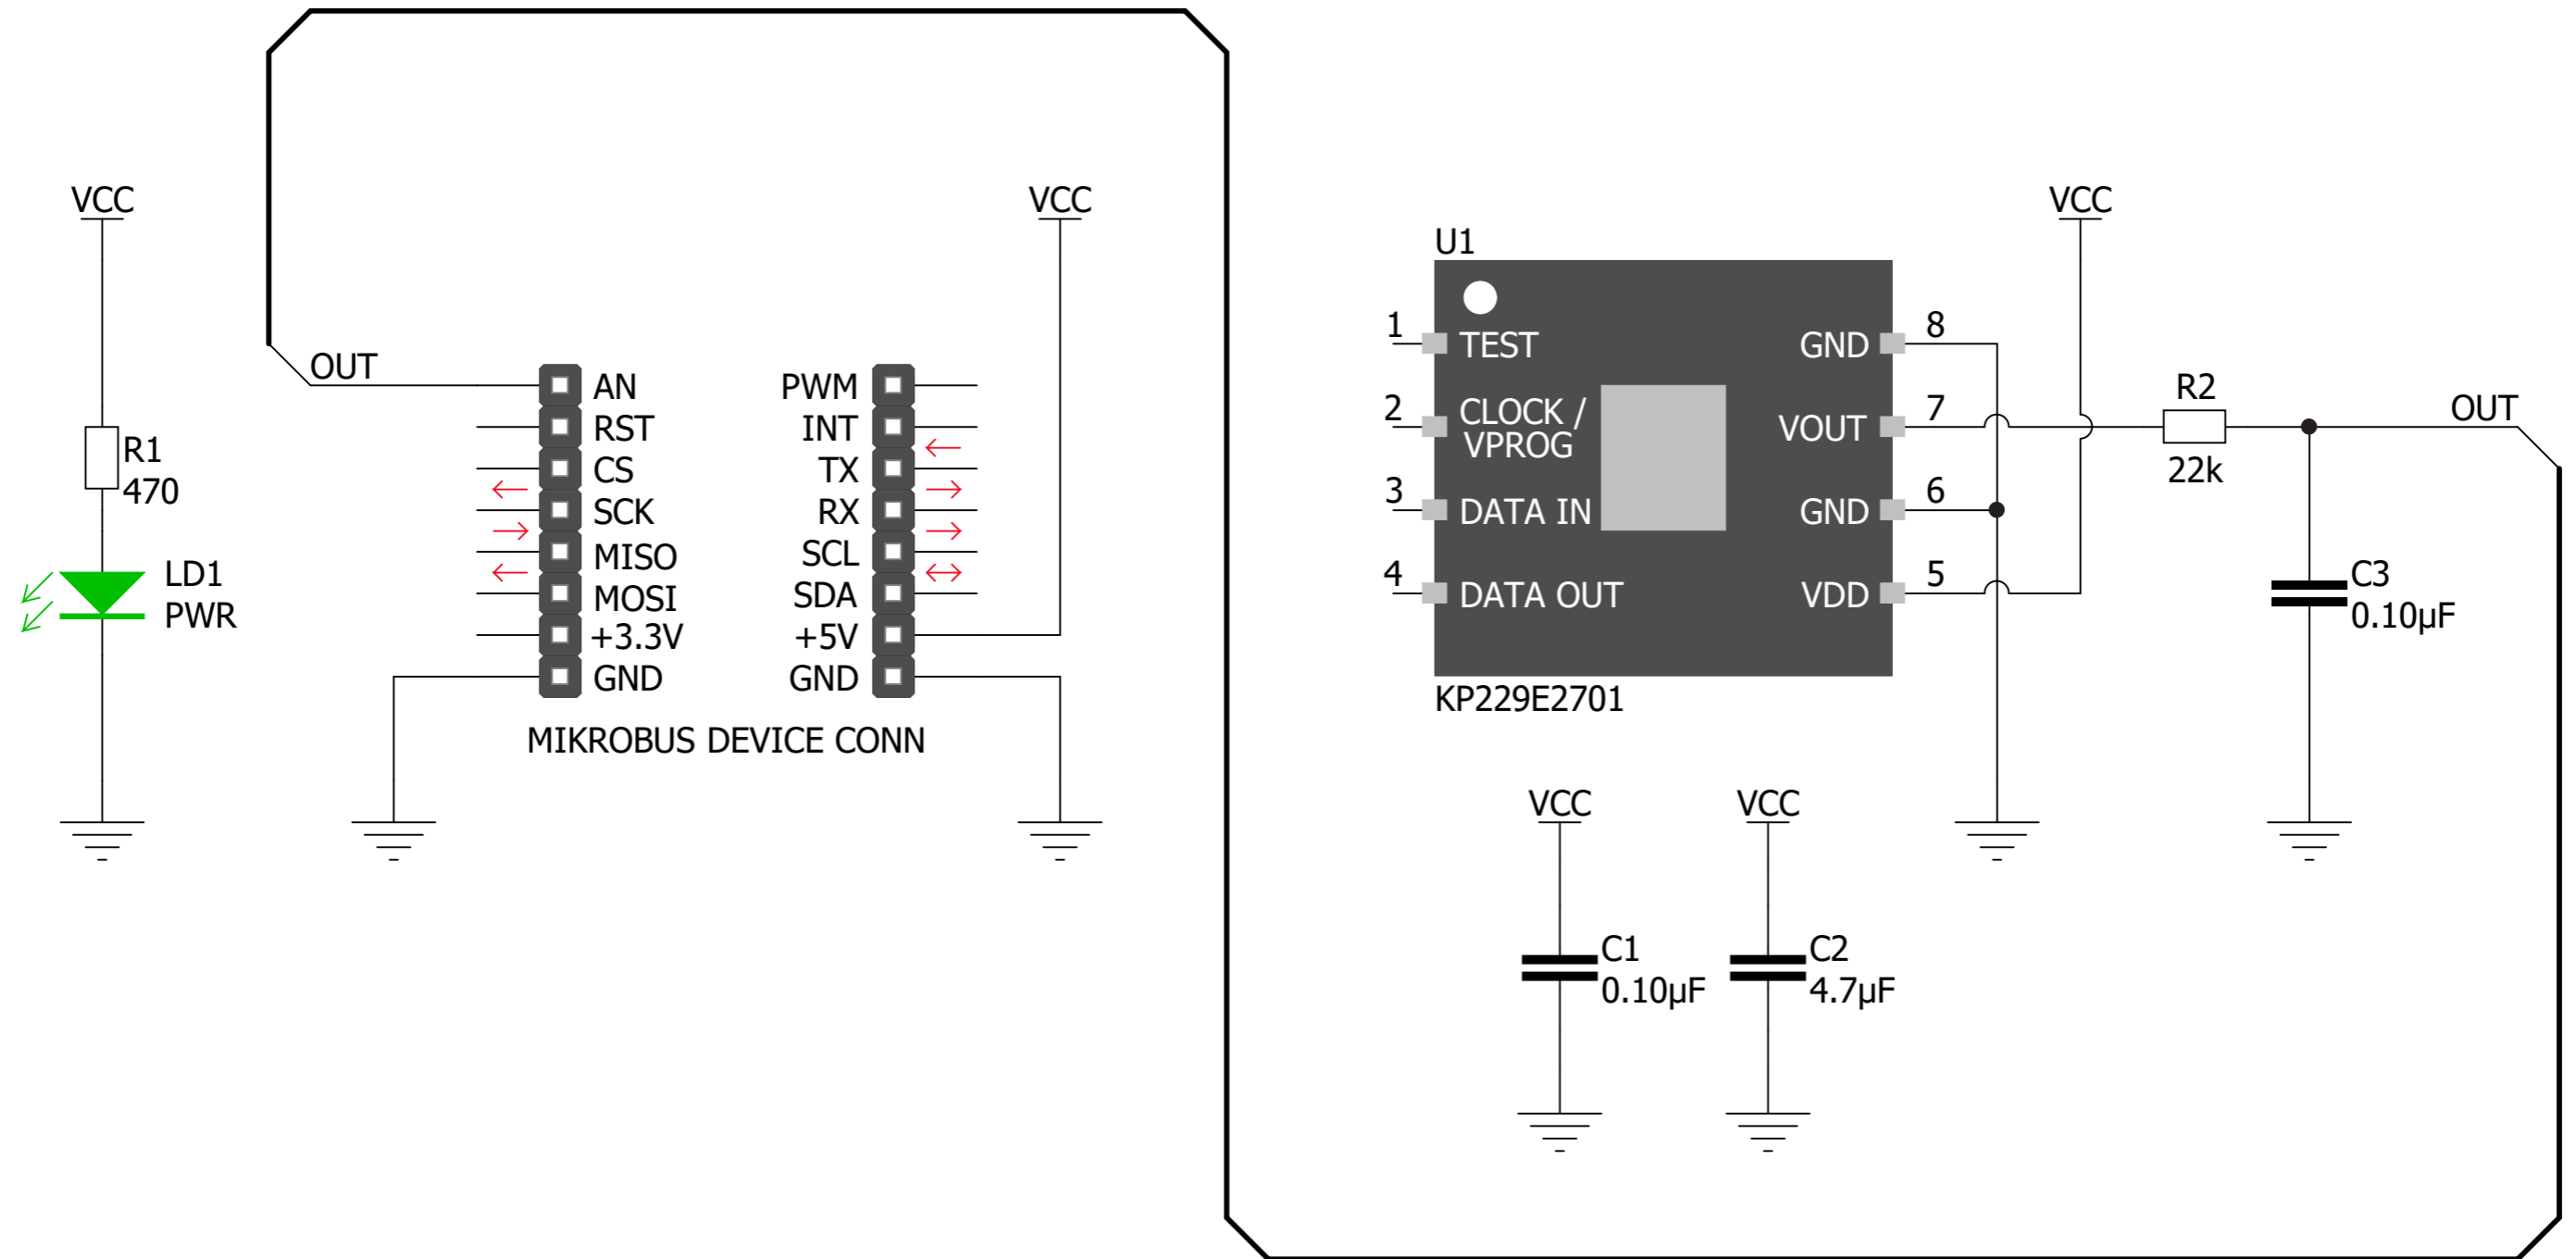 VCC
R1
470
LD1
PWR
OUT
AN
RST
CS
SCK
MISO
MOSI
+3.3V
GND
PWM
INT
TX
RX
SCL
SDA
+5V
GND
MIKROBUS DEVICE CONN
VCC
U1
1
TEST
2
CLOCK /
VPROG
3
DATA IN
4
DATA OUT
GND
8
VOUT
7
GND
6
VDD
5
KP229E2701
VCC
R2
22k
OUT
C3
0.10µF
VCC
C1
0.10µF
VCC
C2
4.7µF